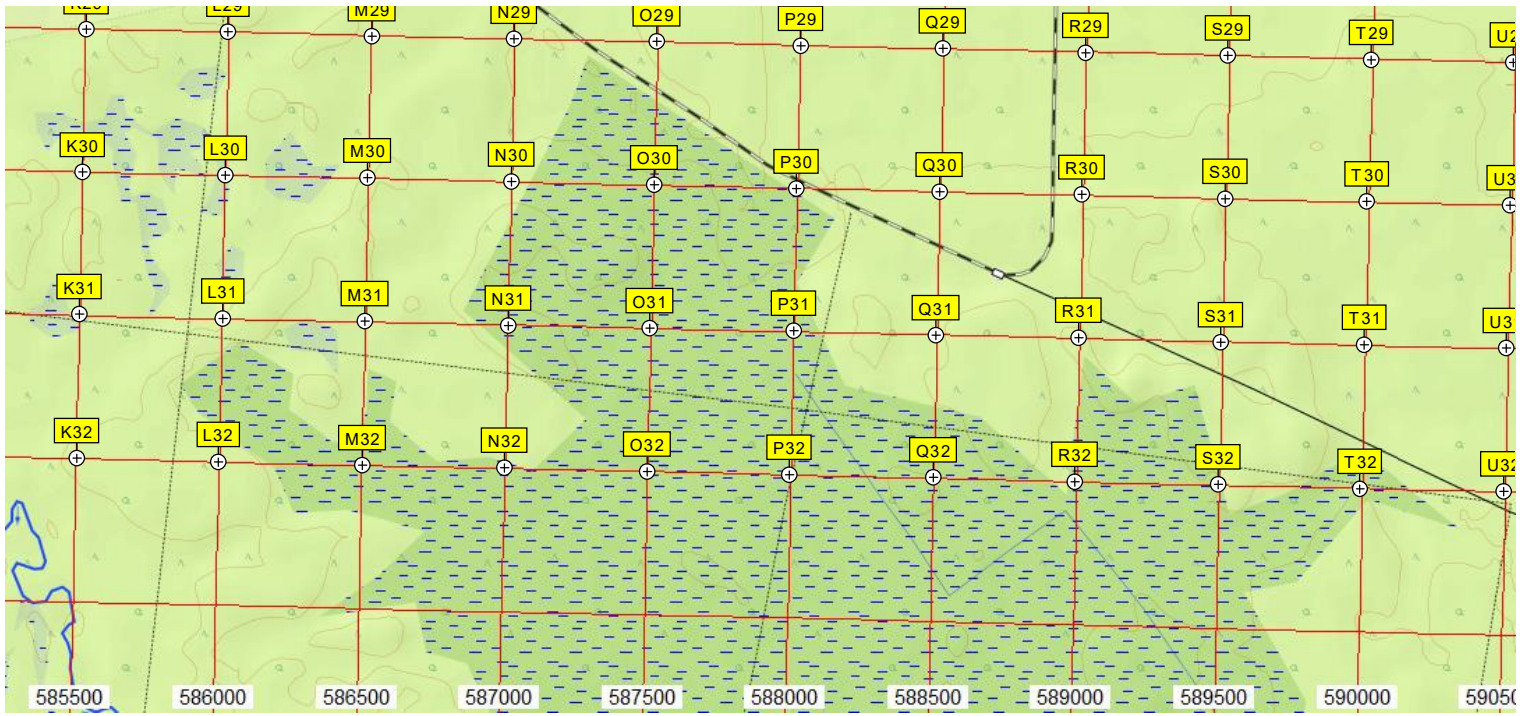 K29 L29 M29 N29 O29 P29 Q29 R29 S29 T29
K30 L30 M30 N30 O30 P30 Q30 R30 S30 T30
K31 L31 M31 N31 O31 P31 Q31 R31 S31 T31
K32 L32 M32 N32 O32 P32 Q32 R32 S32 T32 U32
585500 586000 586500 587000 587500 588000 588500 589000 589500 590000